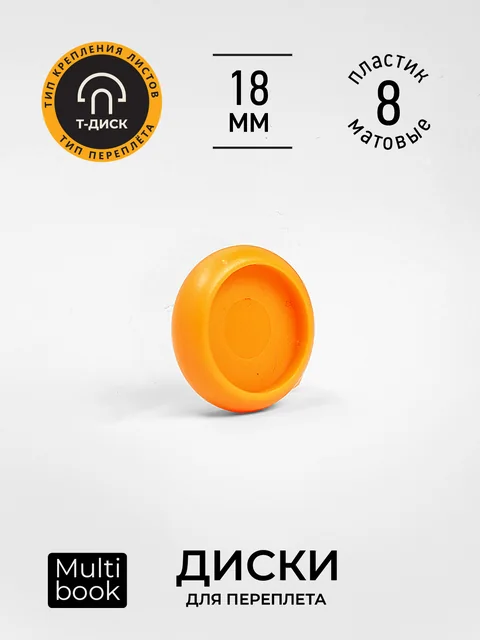 ТИП КРЕПЛЕНИЯ ЛИСТОВ
Т-ДИСК
ТИП ПЕРЕПЛЁТА
18
ММ
пластик
8
матовые
Multi
book
ДИСКИ
ДЛЯ ПЕРЕПЛЕТА